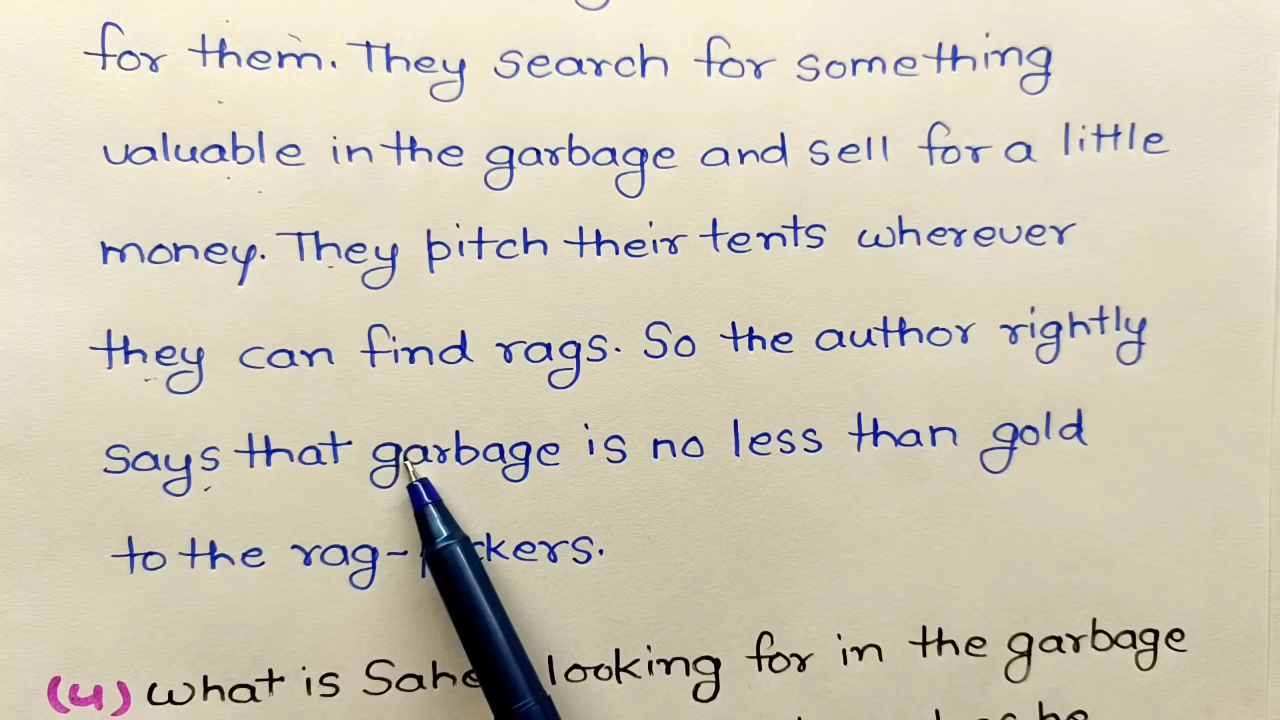 for them. They search for something
valuable in the garbage and sell for a little
money. They pitch their tents wherever
they can find rags. So the author rightly
says that garbage is no less than gold
to the rag-pickers.
(4) What is looking for in the garbage